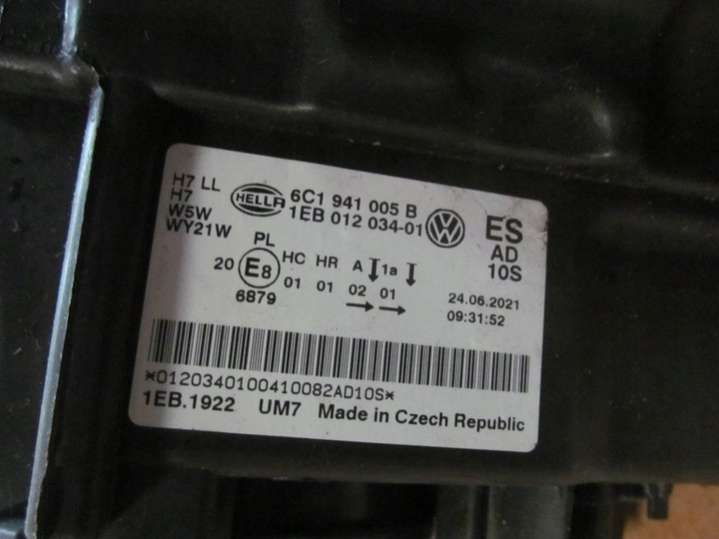 H7 LL
H7
W5W
WY21W
HELLA
6C1 941 005 B
1EB 012 034-01
VW
ES
AD
10S
PL
20 E8
6879
HC HR A 1a
01 01 02 01
24.06.2021
09:31:52
*0120340100410082AD10S*
1EB.1922 UM7 Made in Czech Republic